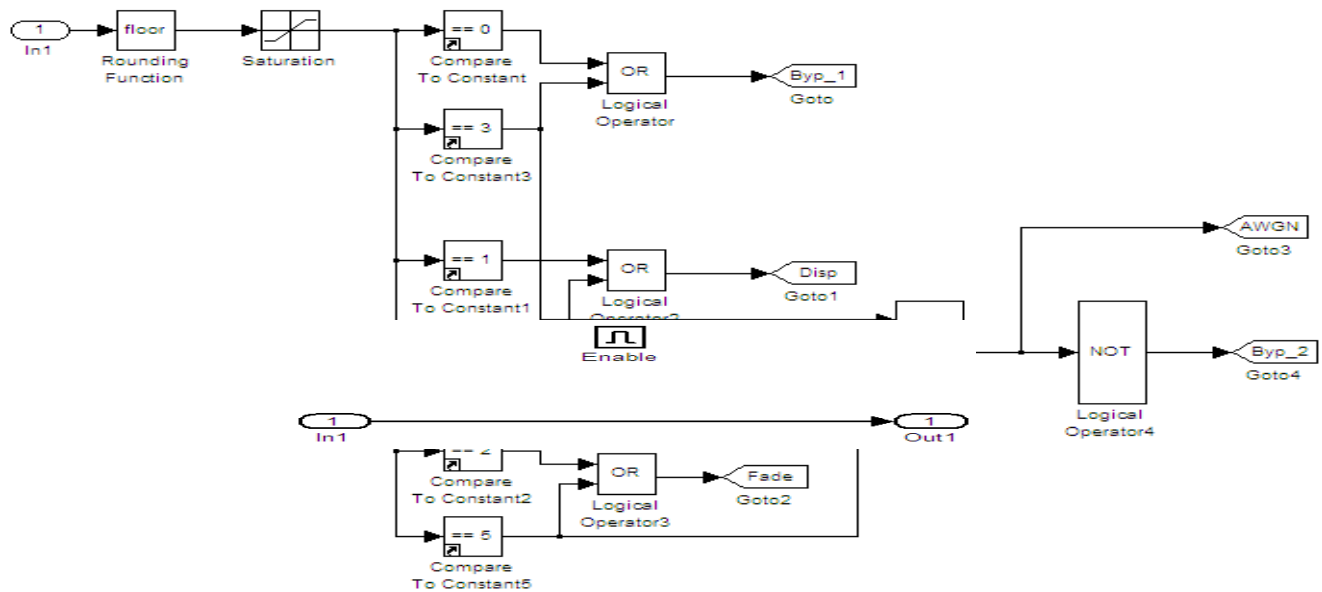 1
In1
floor
Rounding
Function
Saturation
== 0
Compare
To Constant
OR
Logical
Operator
Byp_1
Goto
== 3
Compare
To Constant3
== 1
Compare
To Constant1
OR
Logical
Disp
Goto1
AWGN
Goto3
Enable
NOT
Logical
Operator4
Byp_2
Goto4
1
In1
1
Out1
Compare
To Constant2
OR
Logical
Operator3
Fade
Goto2
== 5
Compare
To Constant5